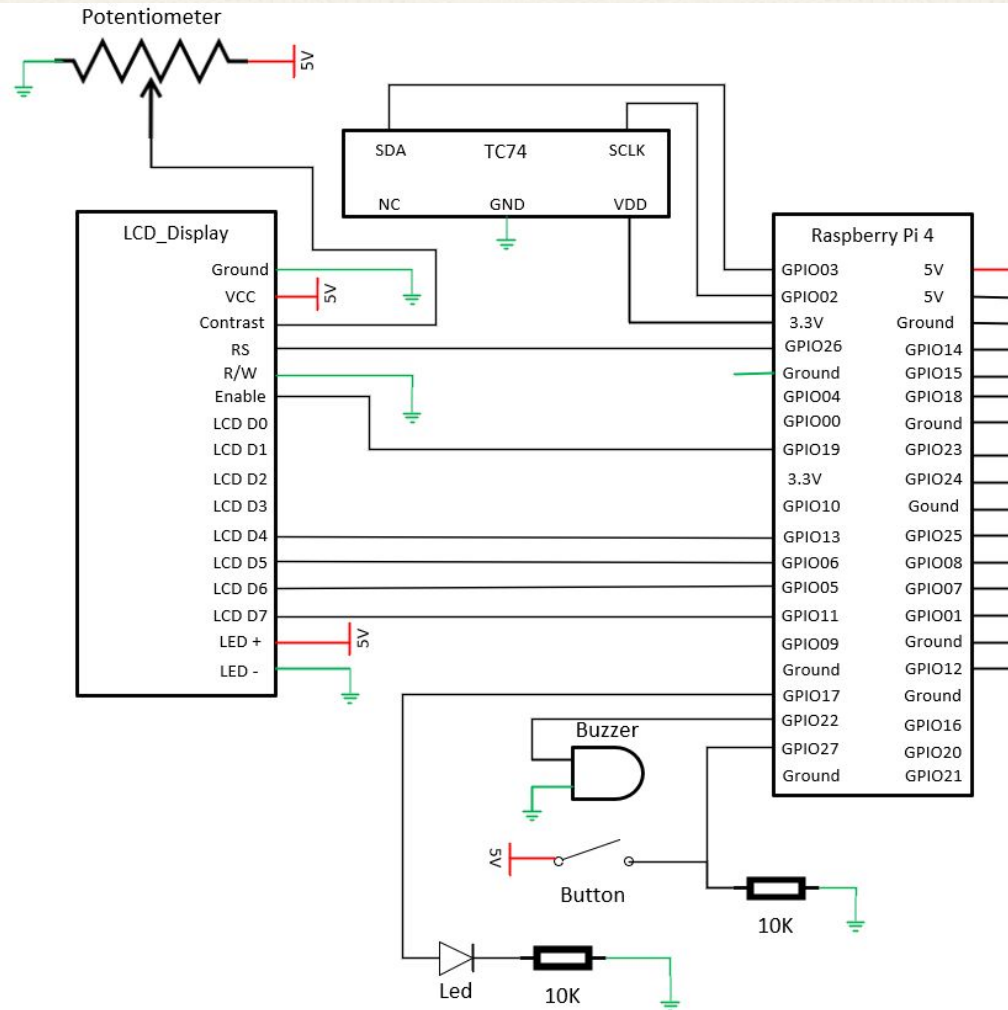 Potentiometer
5V
SDA TC74 SCLK
NC GND VDD
LCD_Display
Ground
VCC
5V
Contrast
RS
R/W
Enable
LCD D0
LCD D1
LCD D2
LCD D3
LCD D4
LCD D5
LCD D6
LCD D7
LED +
5V
LED -
Raspberry Pi 4
GPIO03 5V
GPIO02 5V
3.3V Ground
GPIO26 GPIO14
Ground GPIO15
GPIO04 GPIO18
GPIO00 Ground
GPIO19 GPIO23
3.3V GPIO24
GPIO10 Gound
GPIO13 GPIO25
GPIO06 GPIO08
GPIO05 GPIO07
GPIO11 GPIO01
GPIO09 Ground
Ground GPIO12
GPIO17 Ground
GPIO22 GPIO16
GPIO27 GPIO20
Ground GPIO21
Buzzer
5V
Button
10K
Led
10K